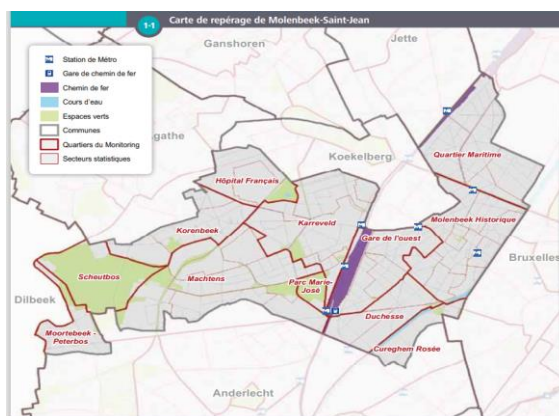 1-1 Carte de repérage de Molenbeek-Saint-Jean
Station de Métro
Gare de chemin de fer
Chemin de fer
Cours d'eau
Espaces verts
Communes
Quartiers du Monitoring
Secteurs statistiques
Ganshoren
Jette
Agathe
Koekelberg
Quartier Maritime
Hôpital Français
Molenbeek Historique
Karreveld
Korenbeek
Gare de l'ouest
Bruxelles
Scheutbos
Machtens
Parc Marie-
José
Dilbeek
Duchesse
Moortebeek -
Peterbos
Cureghem Rosée
Anderlecht